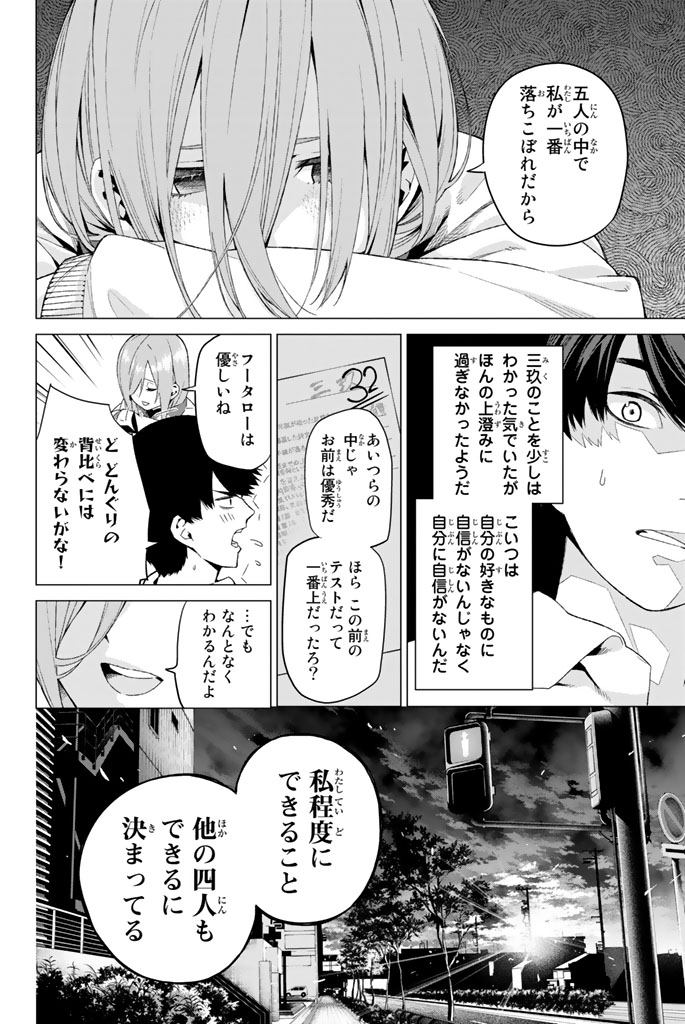 五人の中で
私が一番
落ちこぼれだから
三玖のことを少しは
わかった気でいたが
ほんの上澄みに
過ぎなかったようだ
こいつは
自分の好きなものに
自信がないんじゃなく
自分に自信がないんだ
32
あいつらの
中じゃ
お前は優秀だ
ほら この前の
テストだって
一番上だったろ?
フータローは
優しいね
ど どんぐりの
背比べには
変わらないがな!
…でも
なんとなく
わかるんだよ
私程度に
できること
他の四人も
できるに
決まってる